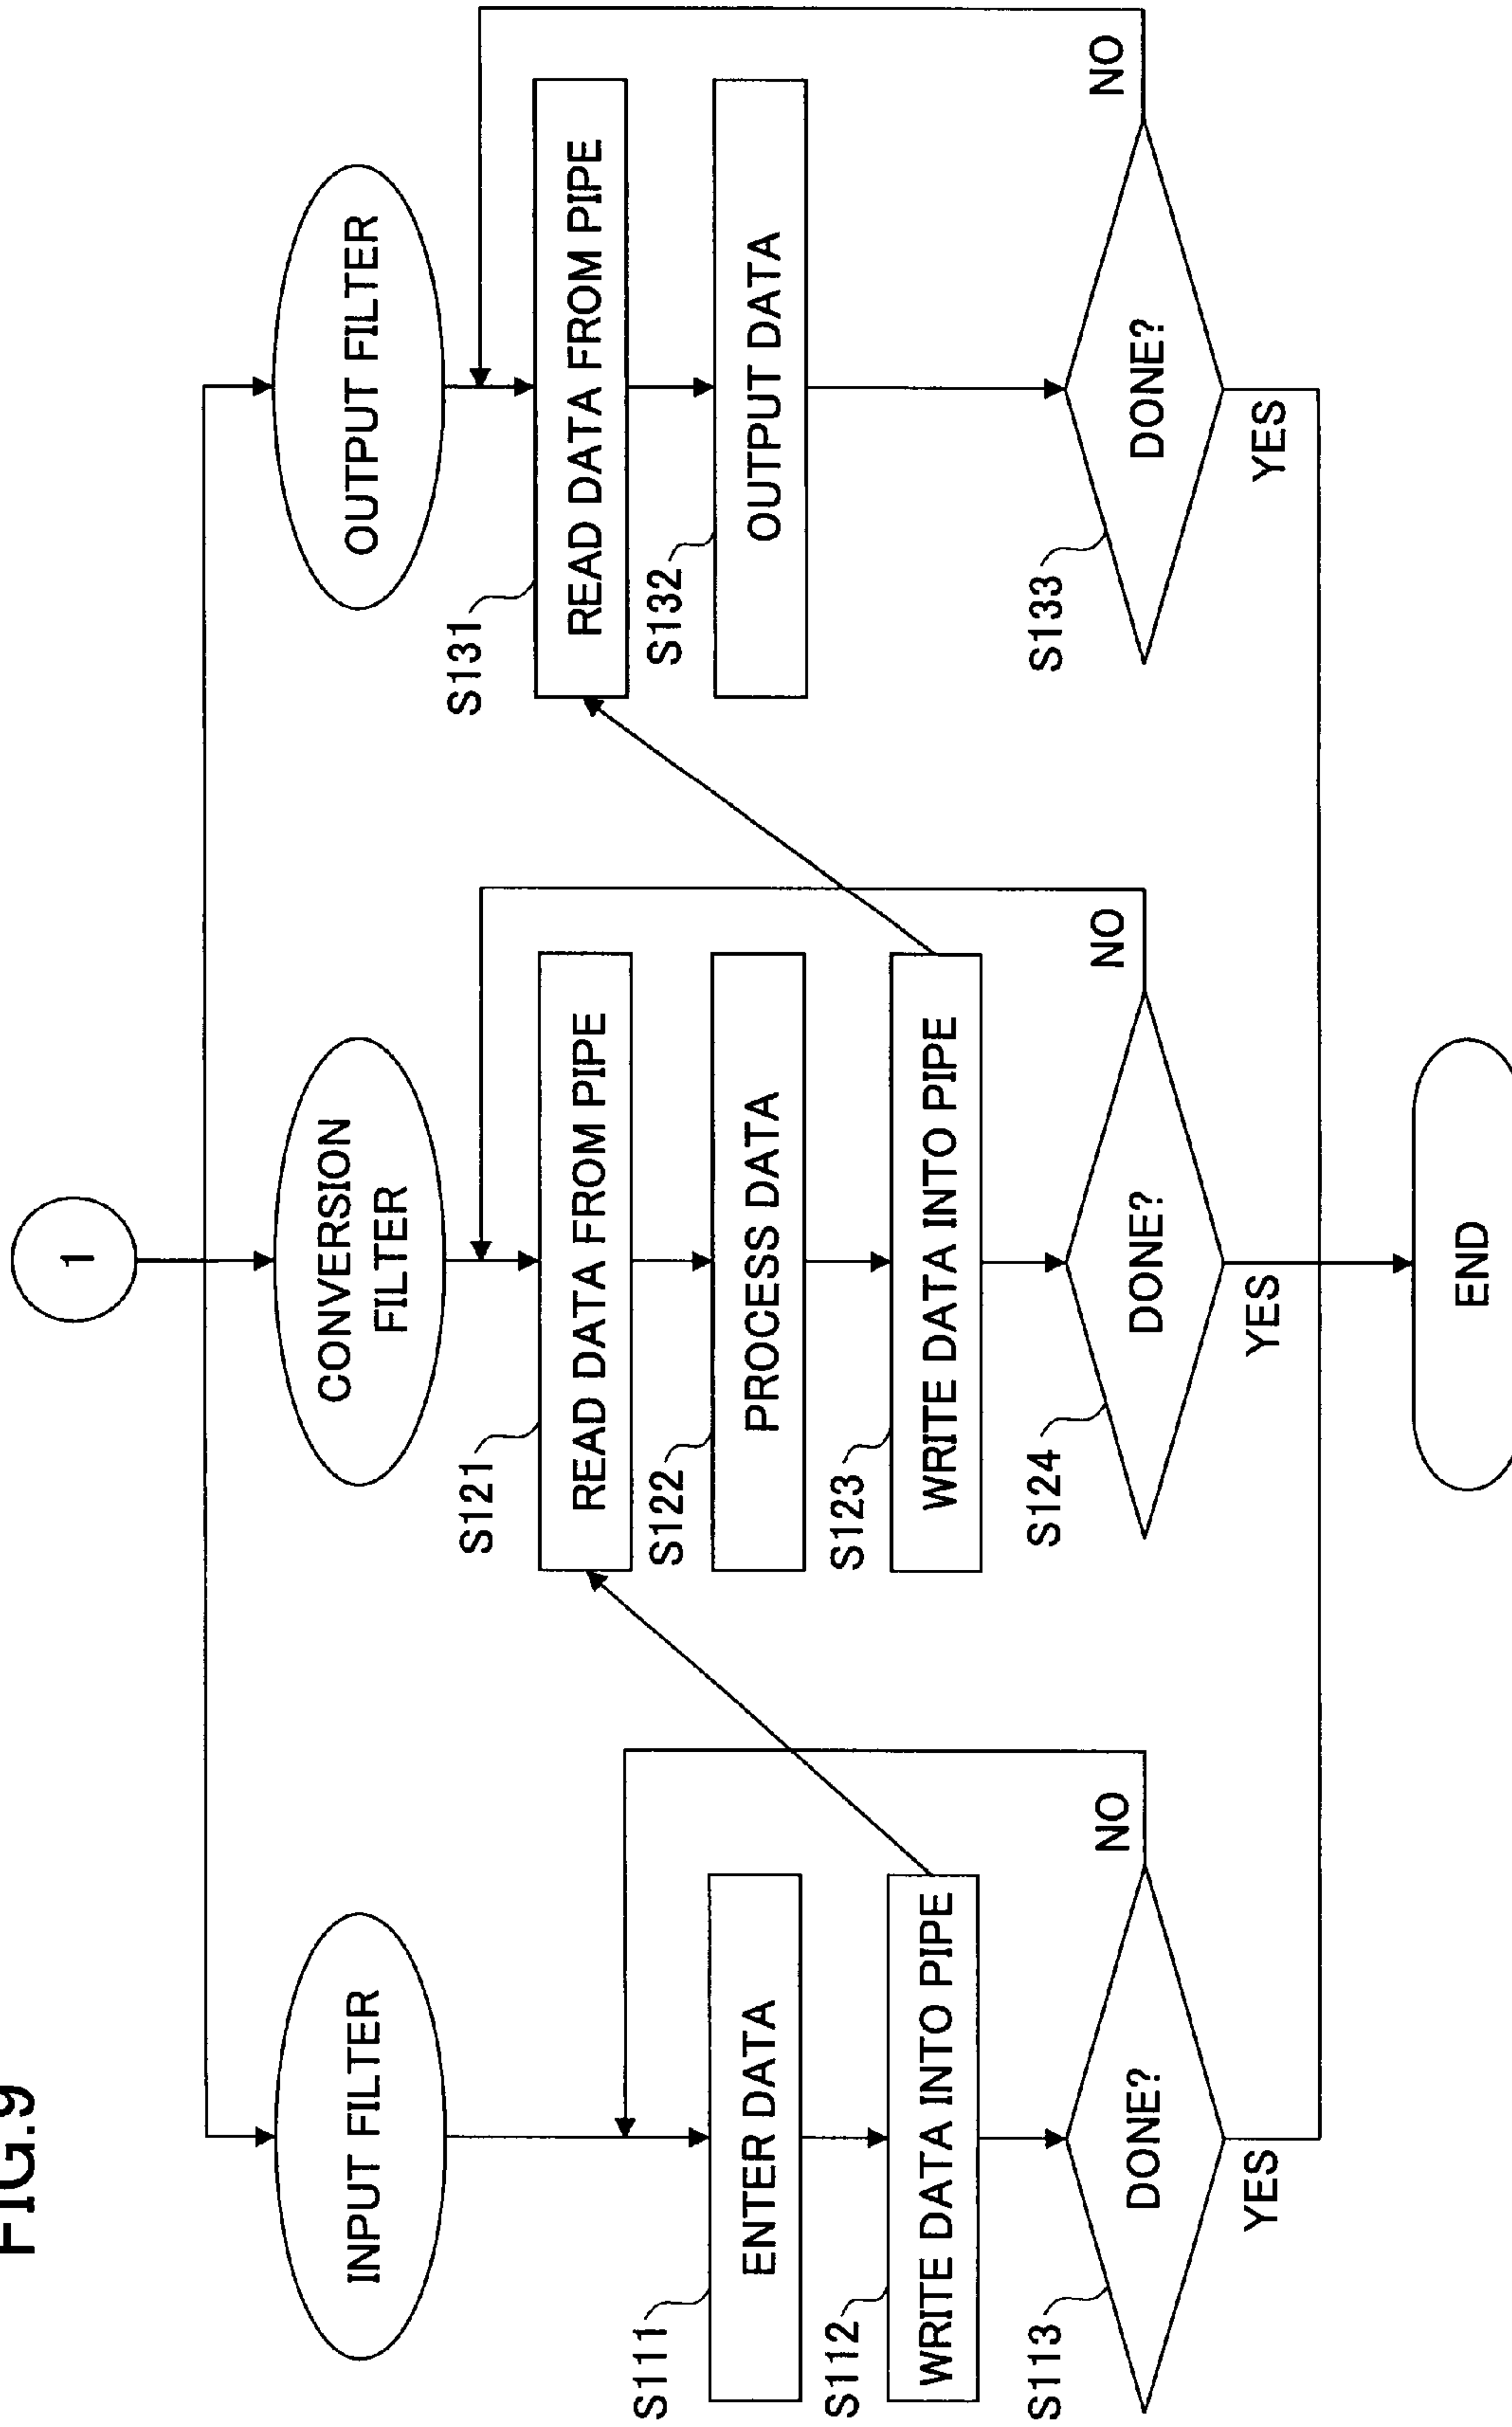 FIG.9
1
INPUT FILTER
S111
ENTER DATA
S112
WRITE DATA INTO PIPE
S113
DONE?
NO
YES
CONVERSION
FILTER
S121
READ DATA FROM PIPE
S122
PROCESS DATA
S123
WRITE DATA INTO PIPE
S124
DONE?
NO
YES
OUTPUT FILTER
S131
READ DATA FROM PIPE
S132
OUTPUT DATA
S133
DONE?
NO
YES
END